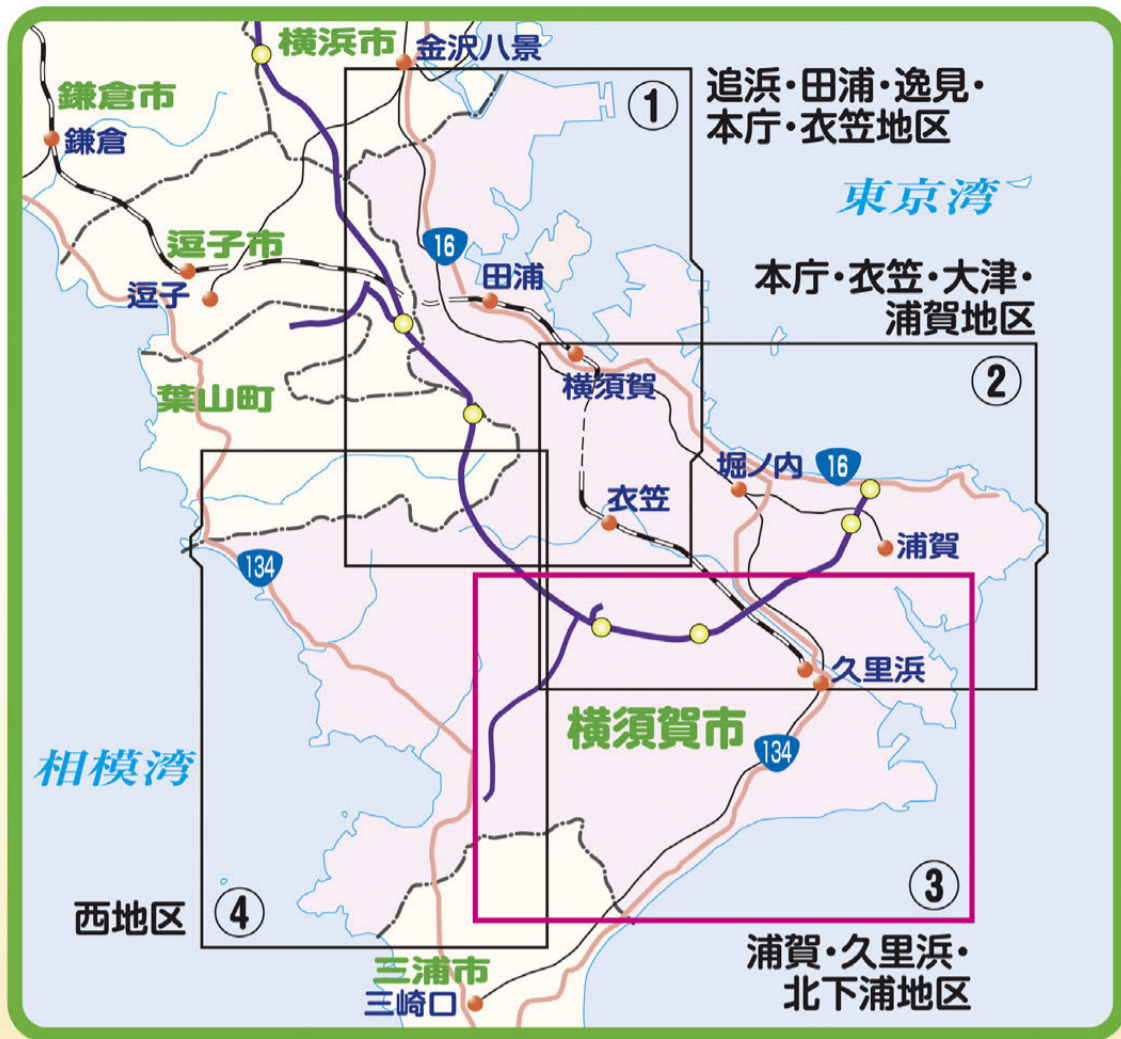 横浜市
金沢八景
鎌倉市
鎌倉
①
追浜・田浦・逸見・
本庁・衣笠地区
東京湾
逗子市
逗子
16
田浦
本庁・衣笠・大津・
浦賀地区
横須賀
②
葉山町
堀ノ内
16
衣笠
浦賀
134
久里浜
横須賀市
134
相模湾
西地区
④
③
浦賀・久里浜・
北下浦地区
三浦市
三崎口